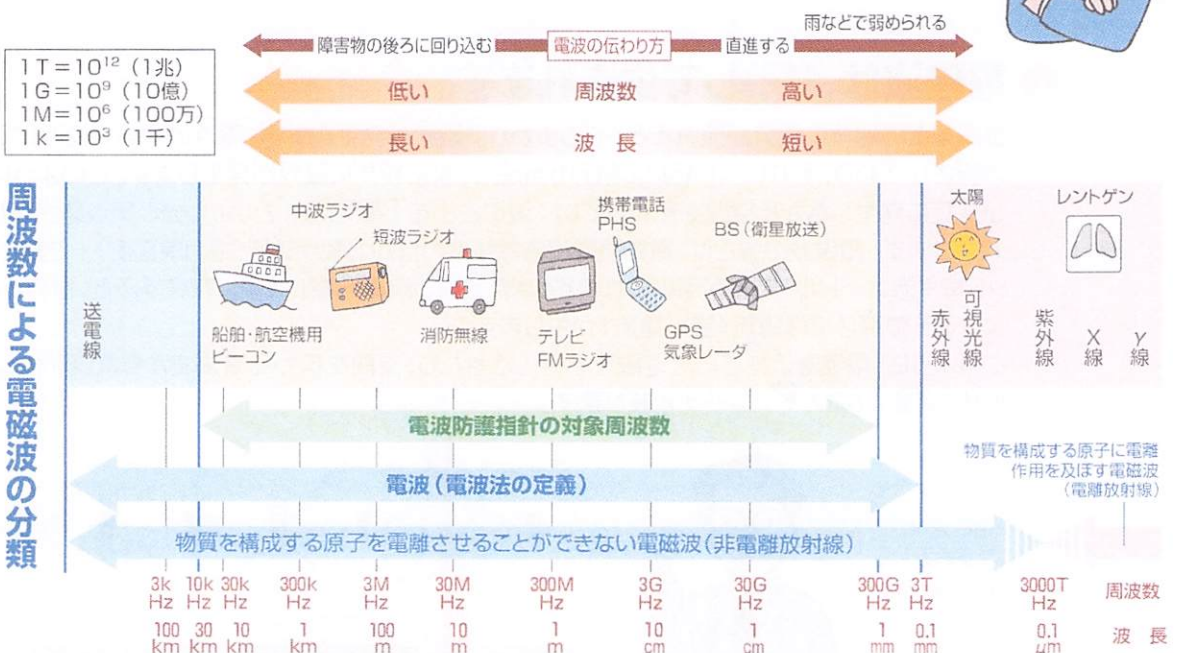 雨などで弱められる
障害物の後ろに回り込む 電波の伝わり方 直進する
1T=10¹²(1兆)
1G=10⁹(10億)
1M=10⁶(100万)
1k=10³(1千)
低い 周波数 高い
長い 波長 短い
周波数による電磁波の分類
送電線
中波ラジオ
短波ラジオ
船舶・航空機用
ビーコン
消防無線
テレビ
FMラジオ
携帯電話
PHS
BS(衛星放送)
GPS
気象レーダ
太陽
赤外線
可視光線
レントゲン
紫外線
X線
γ線
電波防護指針の対象周波数
電波(電波法の定義)
物質を構成する原子を電離させることができない電磁波(非電離放射線)
物質を構成する原子に電離
作用を及ぼす電磁波
(電離放射線)
3k 10k 30k 300k 3M 30M 300M 3G 30G 300G 3T 3000T
Hz Hz Hz Hz Hz Hz Hz Hz Hz Hz Hz Hz 周波数
100 30 10 1 100 10 1 10 1 1 0.1 0.1
km km km km m m m cm cm mm mm μm 波長